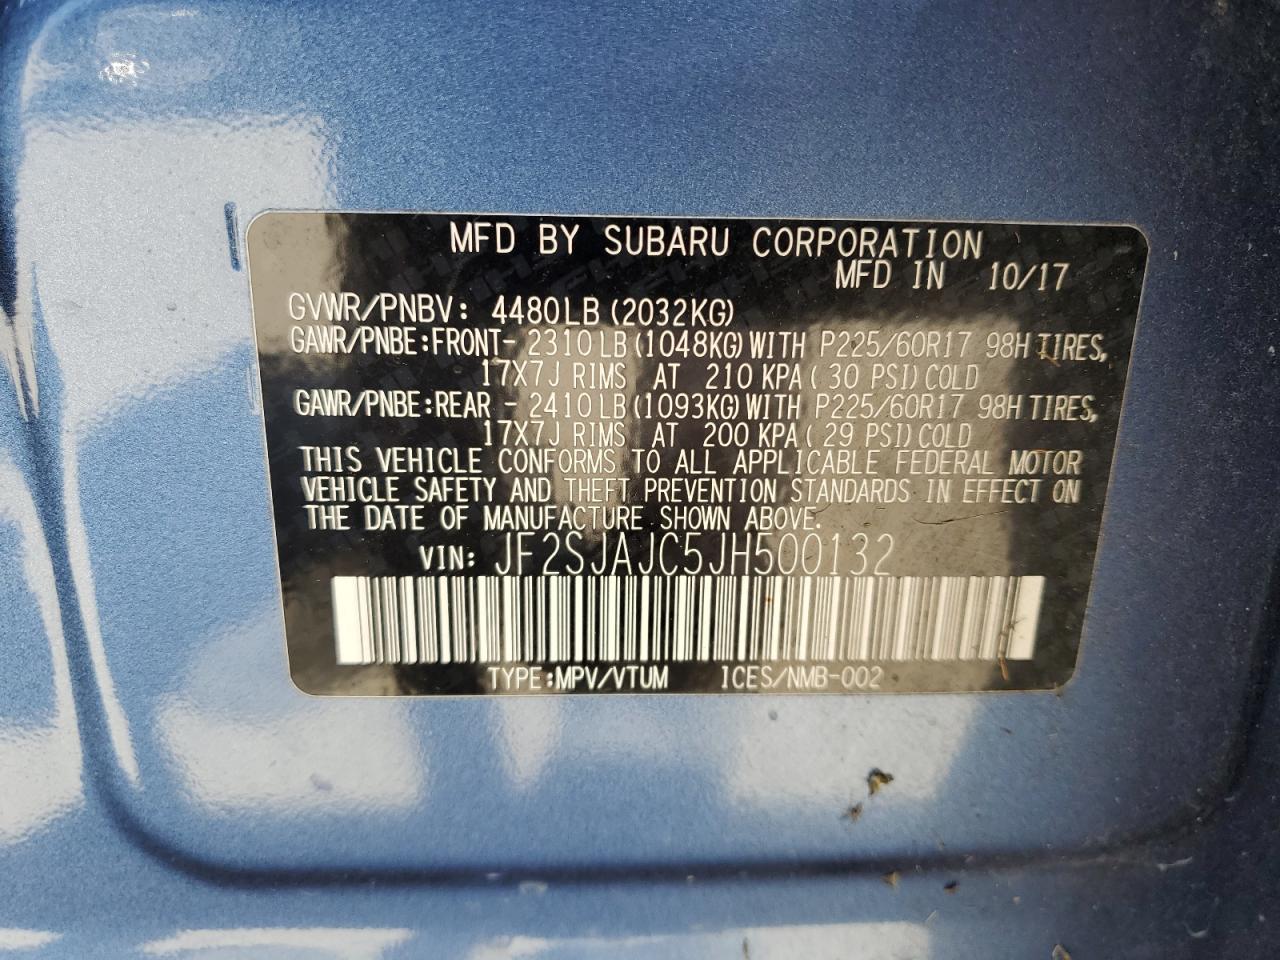 MFD BY SUBARU CORPORATION
MFD IN 10/17
GVWR/PNBV: 4480LB (2032KG)
GAWR/PNBE:FRONT- 2310LB (1048KG) WITH P225/60R17 98H TIRES,
17X7J RIMS AT 210 KPA ( 30 PSI) COLD
GAWR/PNBE:REAR - 2410LB (1093KG) WITH P225/60R17 98H TIRES,
17X7J RIMS AT 200 KPA ( 29 PSI) COLD
THIS VEHICLE CONFORMS TO ALL APPLICABLE FEDERAL MOTOR
VEHICLE SAFETY AND THEFT PREVENTION STANDARDS IN EFFECT ON
THE DATE OF MANUFACTURE SHOWN ABOVE.
VIN: JF2SJAJC5JH500132
TYPE:MPV/VTUM ICES/NMB-002